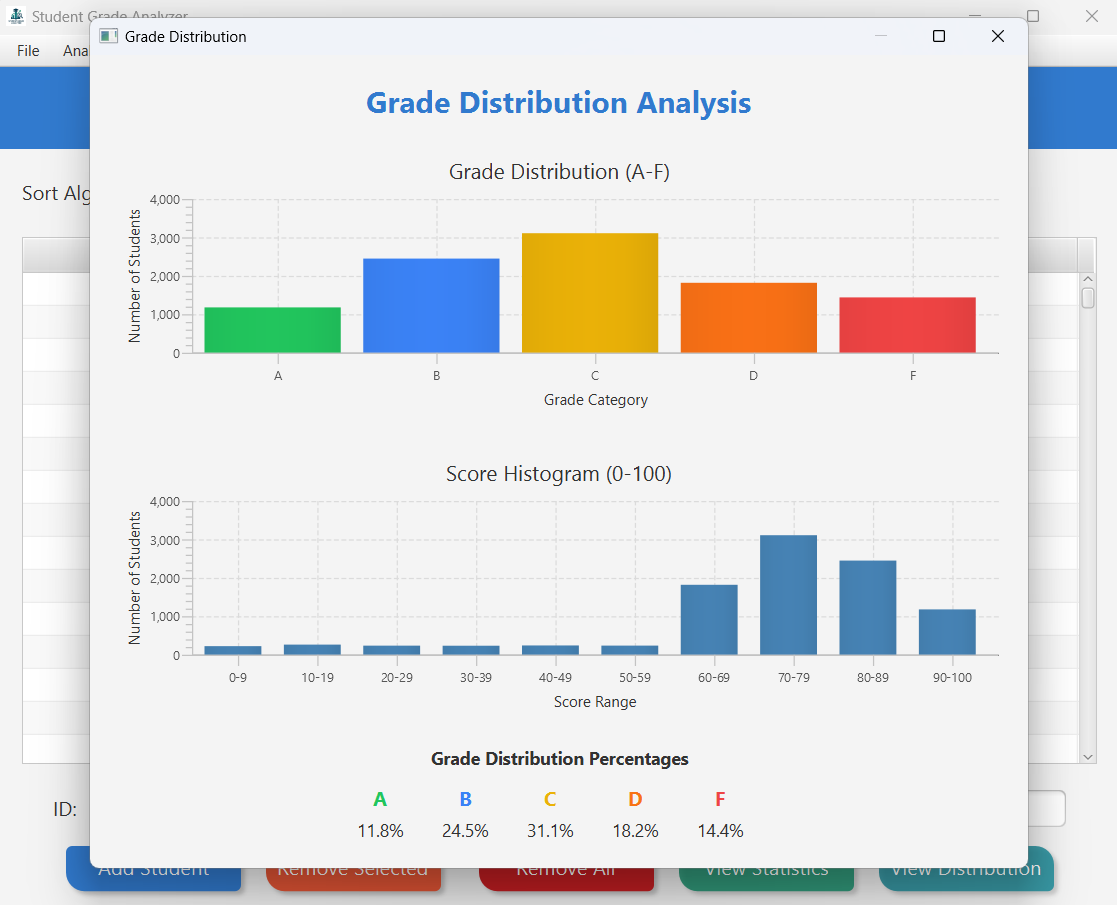 Student Grade Analyzer
File Ana
Grade Distribution
Grade Distribution Analysis
Sort Alg
Grade Distribution (A-F)
Number of Students
4,000
3,000
2,000
1,000
0
A B C D F
Grade Category
Score Histogram (0-100)
Number of Students
4,000
3,000
2,000
1,000
0
0-9 10-19 20-29 30-39 40-49 50-59 60-69 70-79 80-89 90-100
Score Range
Grade Distribution Percentages
A B C D F
11.8% 24.5% 31.1% 18.2% 14.4%
ID:
Add Student Remove Selected Remove All View Statistics View Distribution